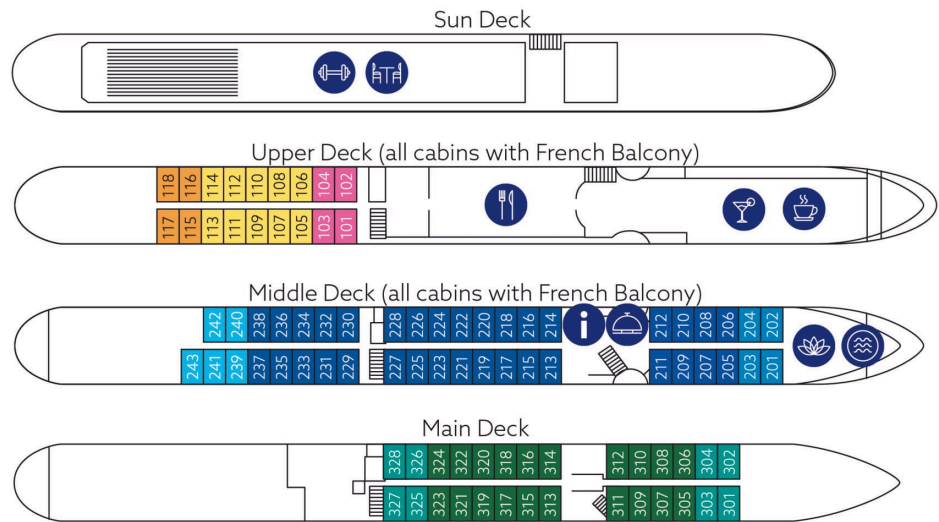 Sun Deck
Upper Deck (all cabins with French Balcony)
118 116 114 112 110 108 106 104 102
117 115 113 111 109 107 105 103 101
Middle Deck (all cabins with French Balcony)
242 240 238 236 234 232 230 228 226 224 222 220 218 216 214 i 212 210 208 206 204 202
243 241 239 237 235 233 231 229 227 225 223 221 219 217 215 213 211 209 207 205 203 201
Main Deck
328 326 324 322 320 318 316 314 312 310 308 306 304 302
327 325 323 321 319 317 315 313 311 309 307 305 303 301